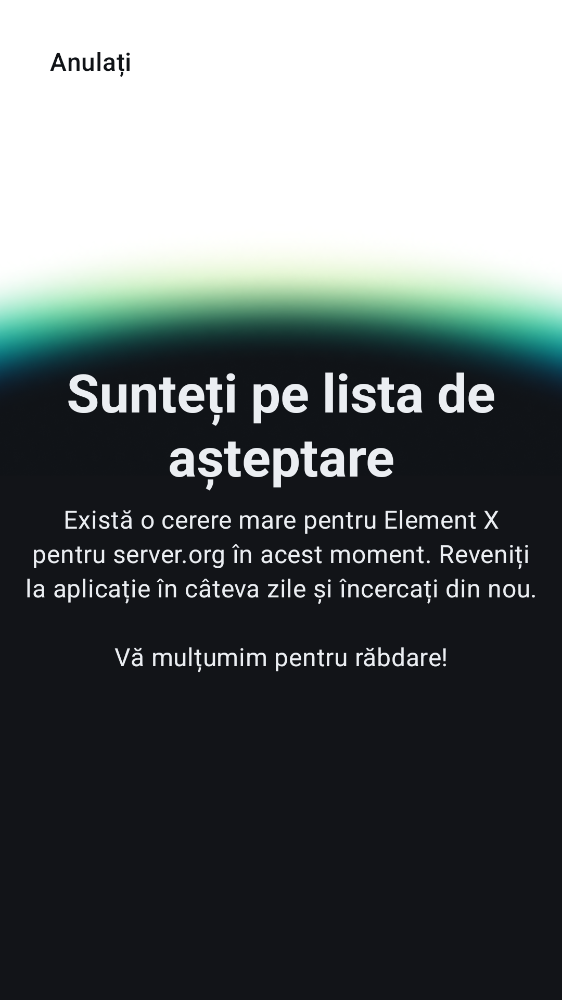 Anulați
Sunteți pe lista de
așteptare
Există o cerere mare pentru Element X
pentru server.org în acest moment. Reveniți
la aplicație în câteva zile și încercați din nou.
Vă mulțumim pentru răbdare!